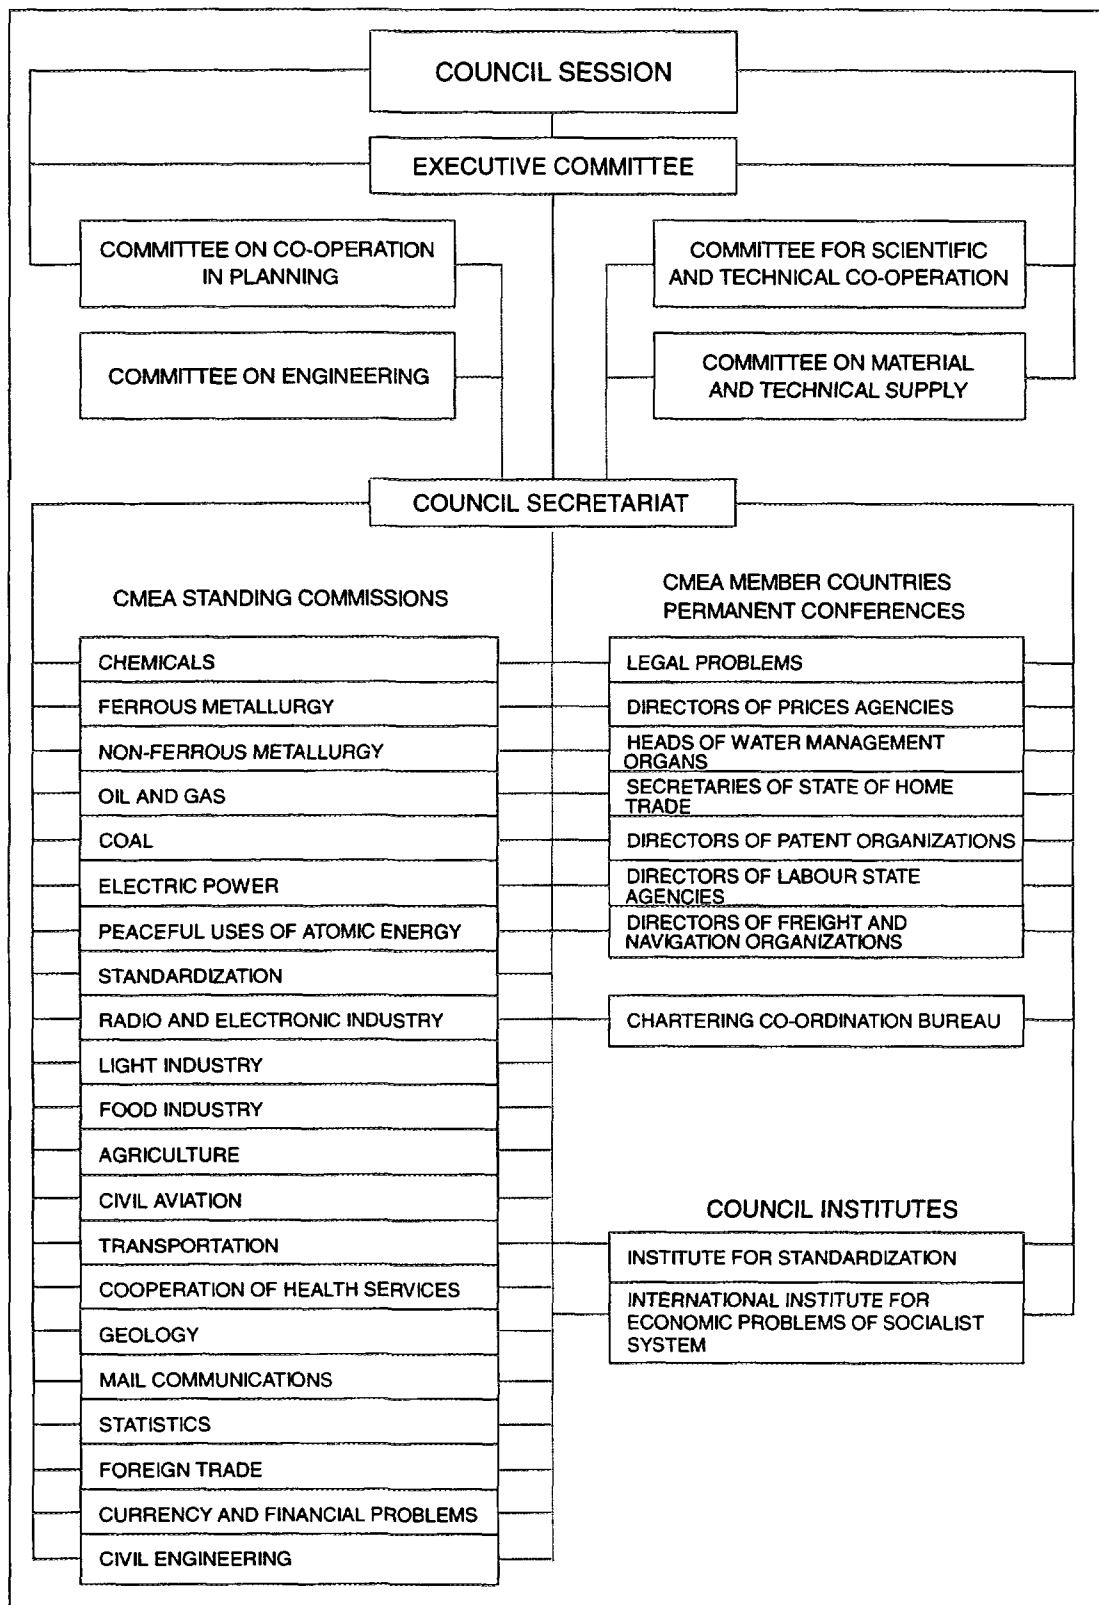 COUNCIL SESSION
EXECUTIVE COMMITTEE
COMMITTEE ON CO-OPERATION
IN PLANNING
COMMITTEE FOR SCIENTIFIC
AND TECHNICAL CO-OPERATION
COMMITTEE ON ENGINEERING
COMMITTEE ON MATERIAL
AND TECHNICAL SUPPLY
COUNCIL SECRETARIAT
CMEA STANDING COMMISSIONS
CHEMICALS
FERROUS METALLURGY
NON-FERROUS METALLURGY
OIL AND GAS
COAL
ELECTRIC POWER
PEACEFUL USES OF ATOMIC ENERGY
STANDARDIZATION
RADIO AND ELECTRONIC INDUSTRY
LIGHT INDUSTRY
FOOD INDUSTRY
AGRICULTURE
CIVIL AVIATION
TRANSPORTATION
COOPERATION OF HEALTH SERVICES
GEOLOGY
MAIL COMMUNICATIONS
STATISTICS
FOREIGN TRADE
CURRENCY AND FINANCIAL PROBLEMS
CIVIL ENGINEERING
CMEA MEMBER COUNTRIES
PERMANENT CONFERENCES
LEGAL PROBLEMS
DIRECTORS OF PRICES AGENCIES
HEADS OF WATER MANAGEMENT
ORGANS
SECRETARIES OF STATE OF HOME
TRADE
DIRECTORS OF PATENT ORGANIZATIONS
DIRECTORS OF LABOUR STATE
AGENCIES
DIRECTORS OF FREIGHT AND
NAVIGATION ORGANIZATIONS
CHARTERING CO-ORDINATION BUREAU
COUNCIL INSTITUTES
INSTITUTE FOR STANDARDIZATION
INTERNATIONAL INSTITUTE FOR
ECONOMIC PROBLEMS OF SOCIALIST
SYSTEM